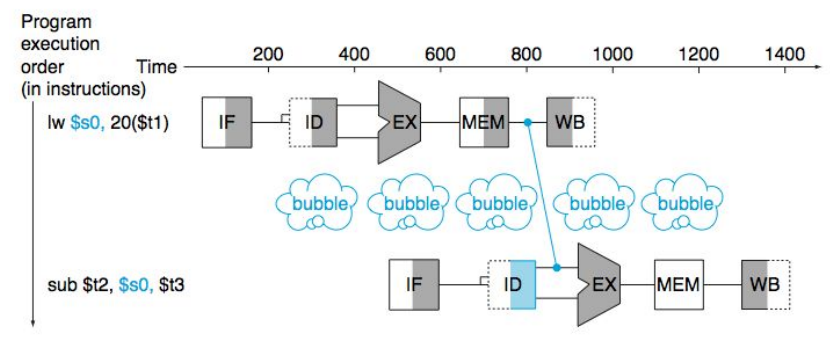 Program
execution
order
(in instructions)
Time
200 400 600 800 1000 1200 1400
lw $s0, 20($t1)
IF ID EX MEM WB
bubble bubble bubble bubble bubble
sub $t2, $s0, $t3
IF ID EX MEM WB